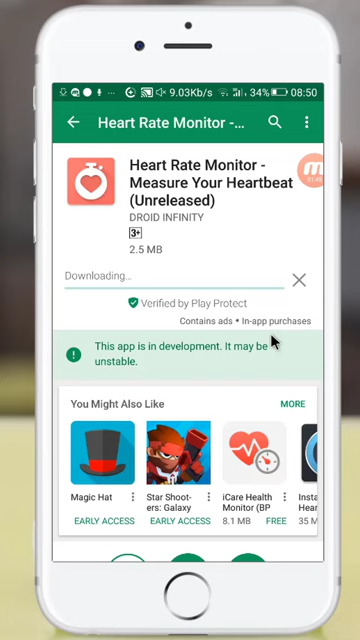 9.03Kb/s 34% 08:50
Heart Rate Monitor -...
Heart Rate Monitor -
Measure Your Heartbeat
(Unreleased)
DROID INFINITY
3+
2.5 MB
Downloading...
Verified by Play Protect
Contains ads • In-app purchases
This app is in development. It may be
unstable.
You Might Also Like
MORE
Magic Hat
EARLY ACCESS
Star Shoot-
ers: Galaxy
EARLY ACCESS
iCare Health
Monitor (BP
8.1 MB FREE
Insta
Hear
35 M